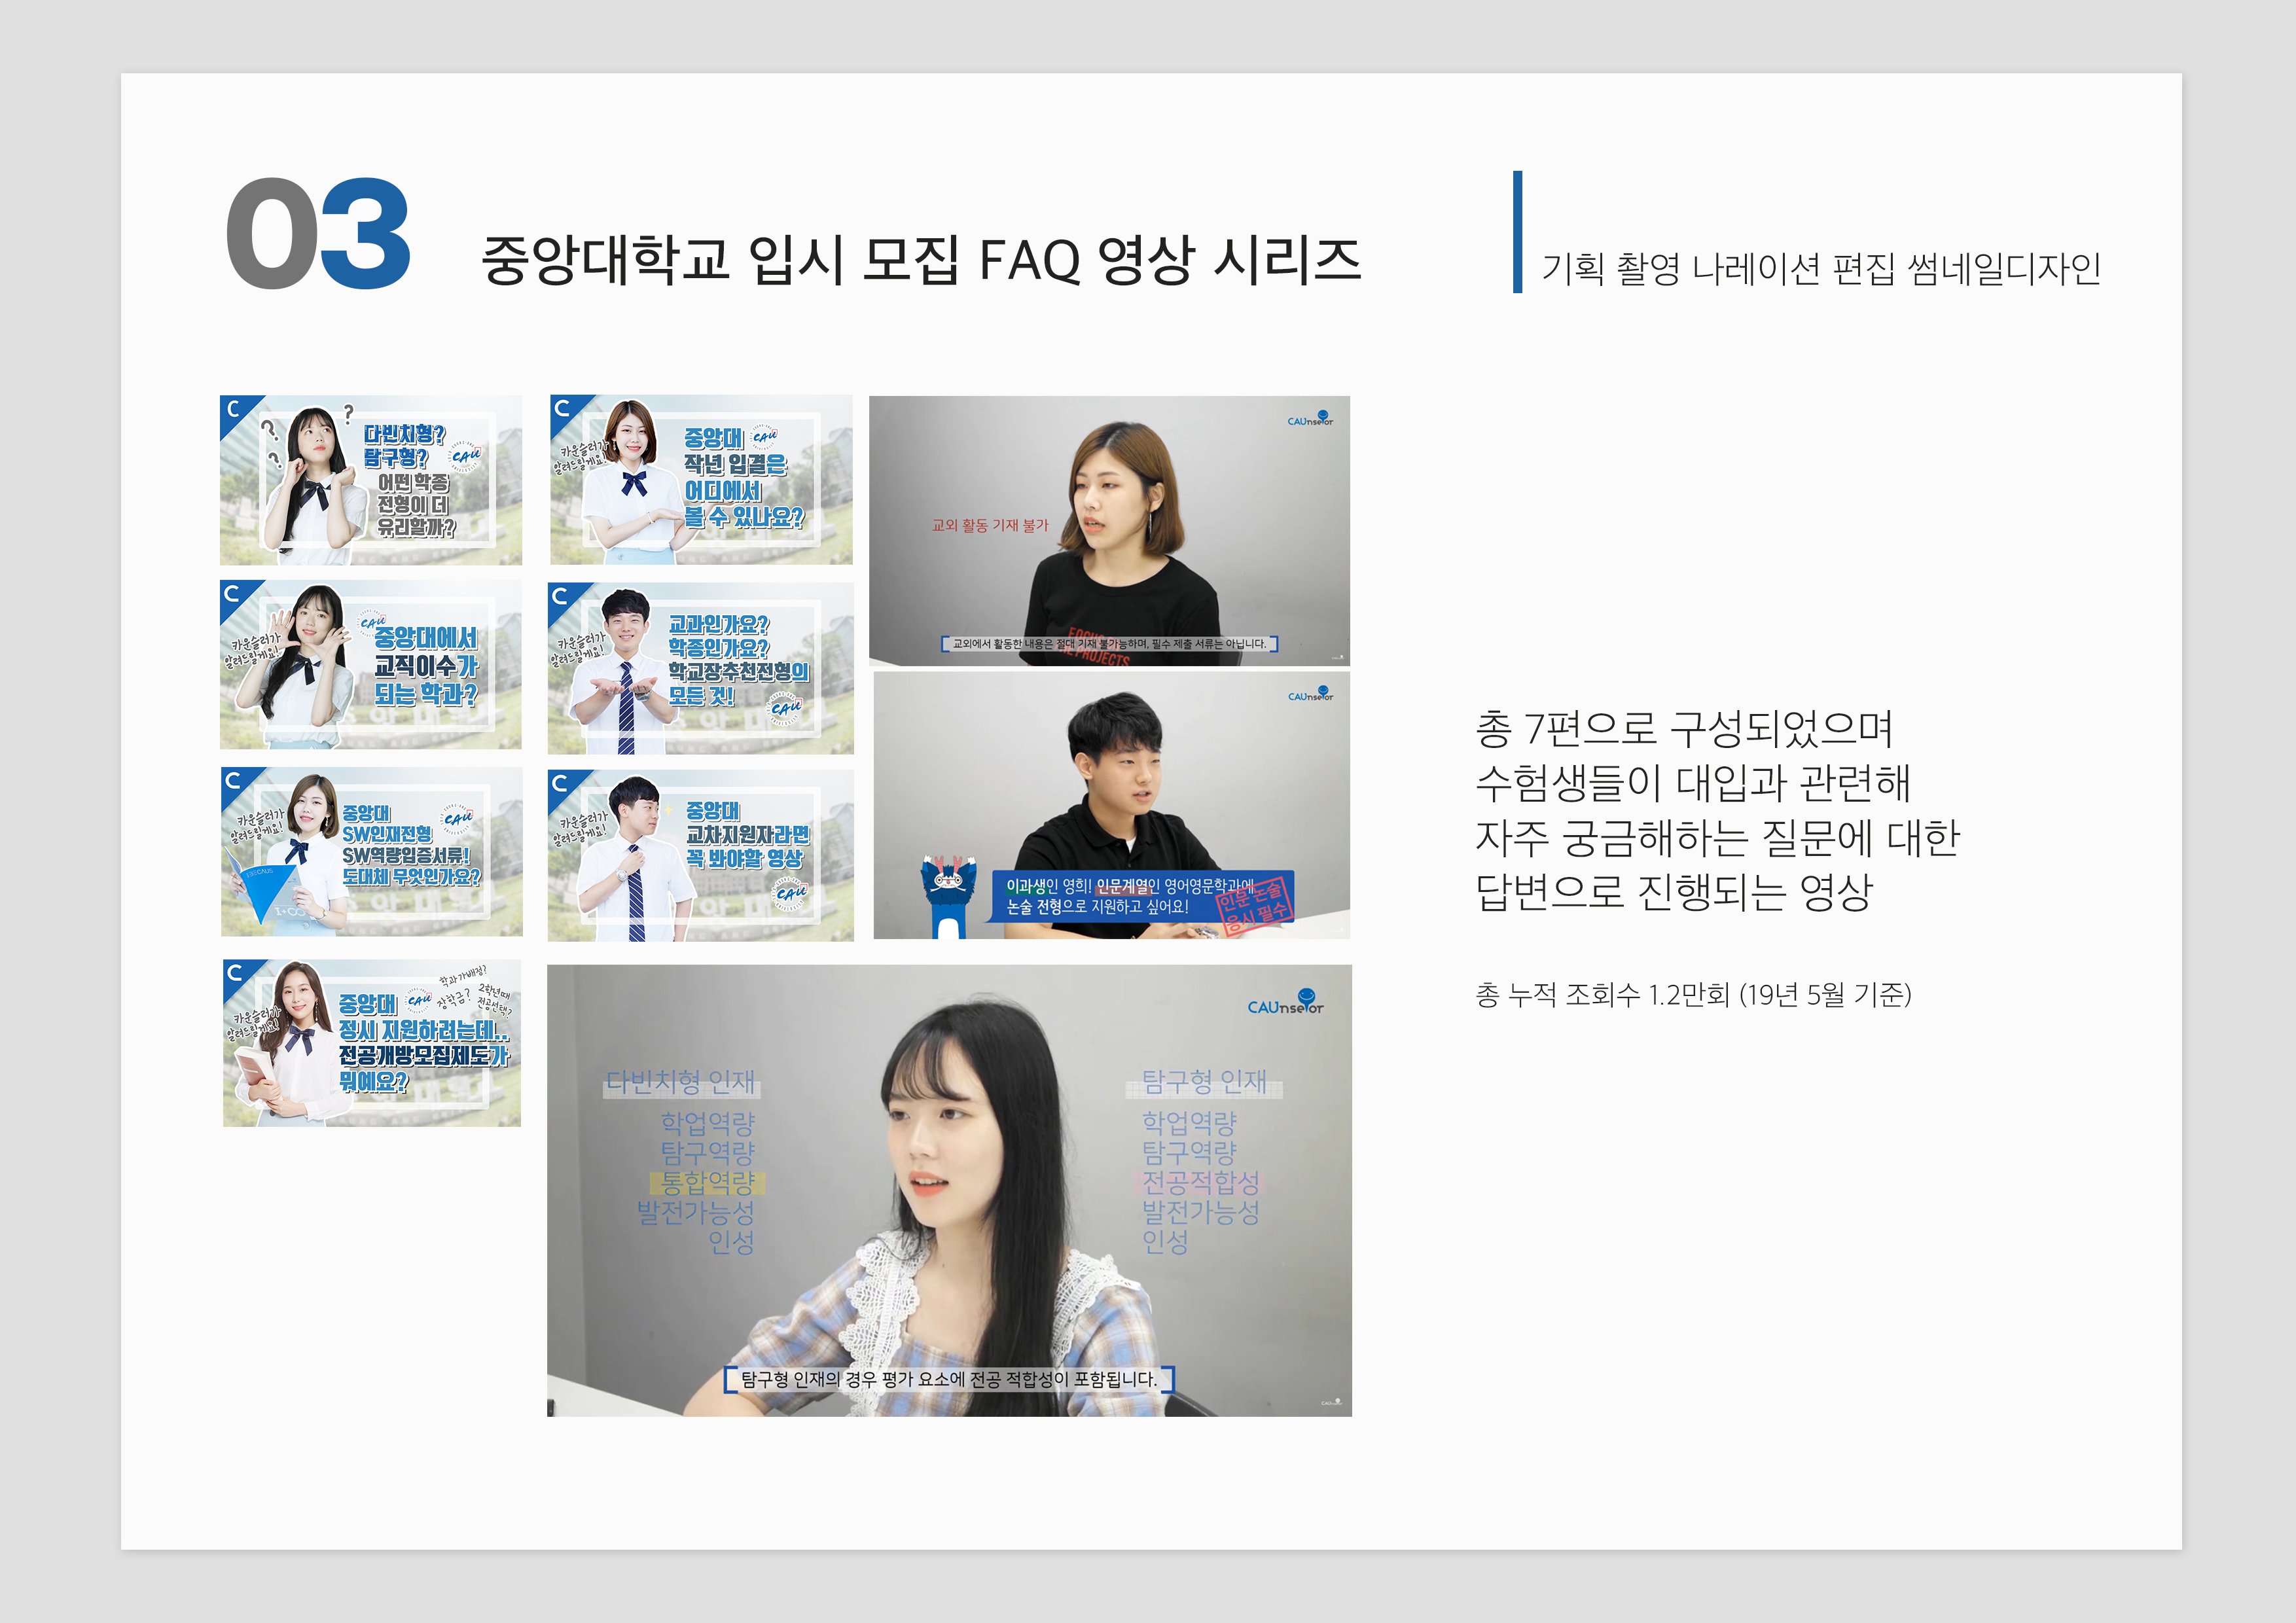 03
중앙대학교 입시 모집 FAQ 영상 시리즈
기획 촬영 나레이션 편집 썸네일디자인
C
? ? ?
다빈치형?
탐구형?
CAU
어떤 학종
전형이 더
유리할까?
C
카운슬러가
알려드릴게요!
중앙대 CAU
작년 입결은
어디에서
볼 수 있나요?
CAUnselor
교외 활동 기재 불가
교외에서 활동한 내용은 절대 기재 불가능하며, 필수 제출 서류는 아닙니다.
C
카운슬러가
알려드릴게요!
CAU
중앙대에서
교직이수가
되는 학과?
C
카운슬러가
알려드릴게요!
교과인가요?
학종인가요?
학교장추천전형의
모든 것!
CAU
CAUnselor
이과생인 영희! 인문계열인 영어영문학과에
논술 전형으로 지원하고 싶어요!
인문 논술
응시 필수
C
카운슬러가
알려드릴게요!
중앙대
CAU
SW인재전형
SW역량입증서류!
도대체 무엇인가요?
C
카운슬러가
알려드릴게요!
중앙대
교차지원자라면
꼭 봐야할 영상
CAU
C
카운슬러가
알려드릴게요!
학과가배정?
장학금?
2학년때
전공선택?
중앙대 CAU
정시 지원하려는데..
전공개방모집제도가
뭐예요?
CAUnselor
다빈치형 인재
학업역량
탐구역량
통합역량
발전가능성
인성
탐구형 인재
학업역량
탐구역량
전공적합성
발전가능성
인성
탐구형 인재의 경우 평가 요소에 전공 적합성이 포함됩니다.
총 7편으로 구성되었으며
수험생들이 대입과 관련해
자주 궁금해하는 질문에 대한
답변으로 진행되는 영상
총 누적 조회수 1.2만회 (19년 5월 기준)